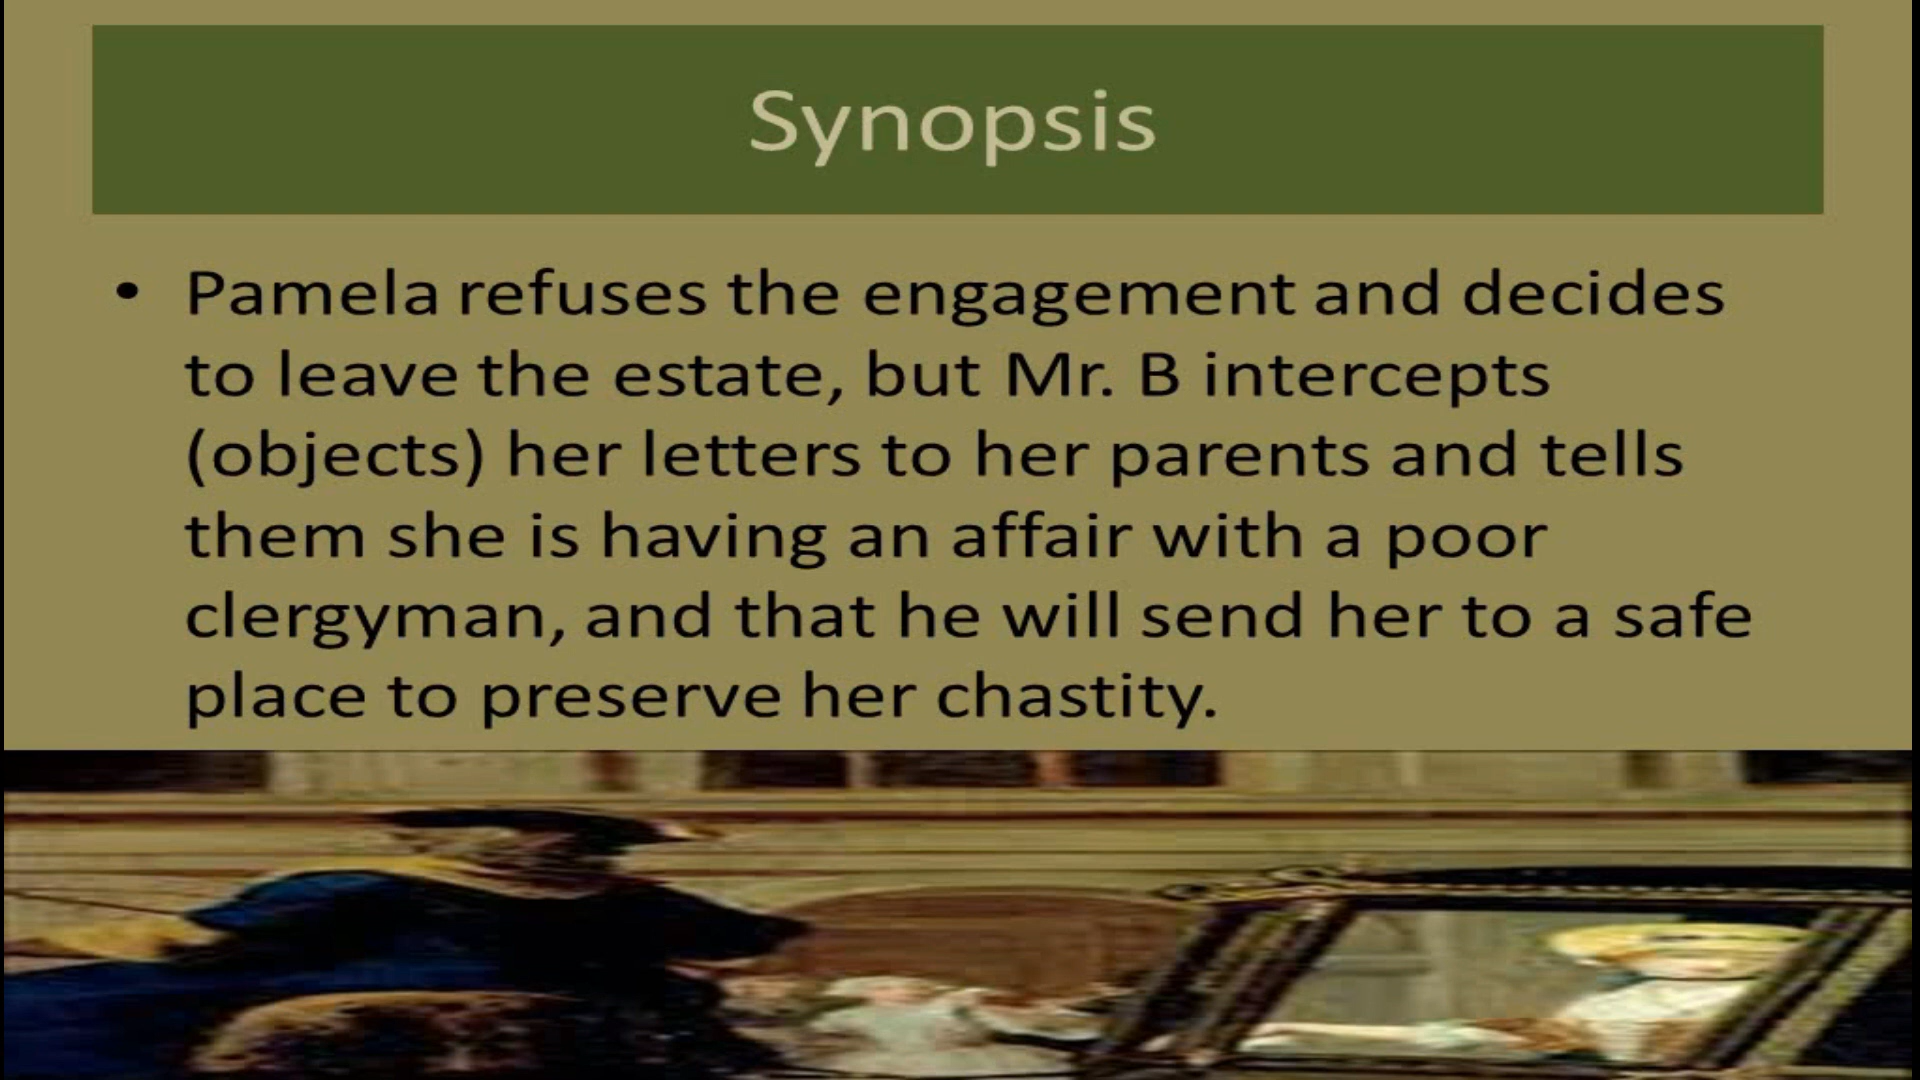 Synopsis
• Pamela refuses the engagement and decides
to leave the estate, but Mr. B intercepts
(objects) her letters to her parents and tells
them she is having an affair with a poor
clergyman, and that he will send her to a safe
place to preserve her chastity.